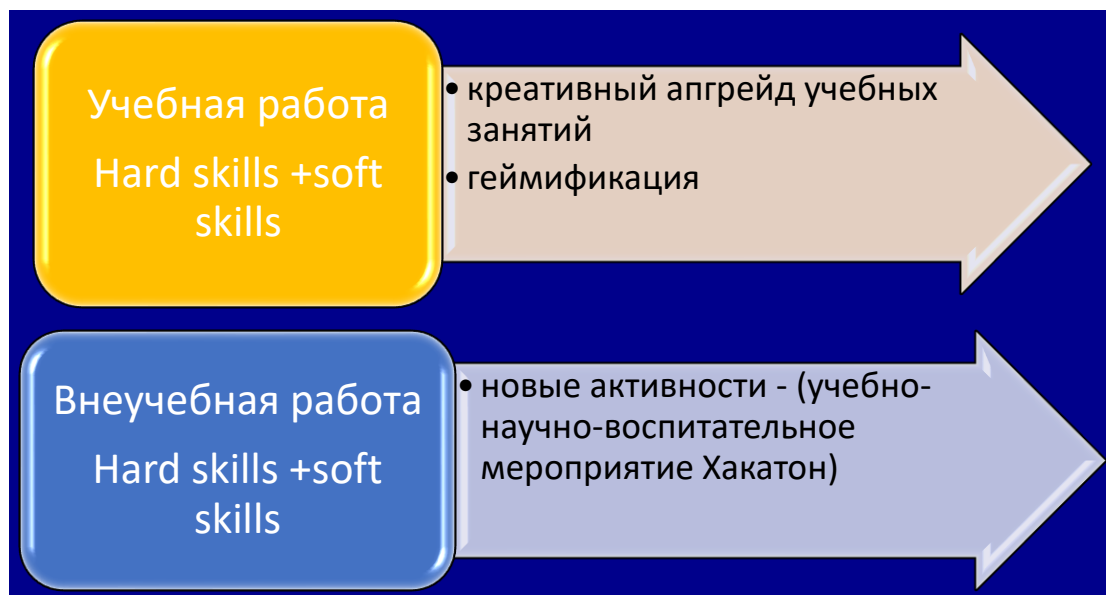 Учебная работа
Hard skills +soft
skills
• креативный апгрейд учебных
занятий
• геймификация
Внеучебная работа
Hard skills +soft
skills
• новые активности - (учебно-
научно-воспитательное
мероприятие Хакатон)